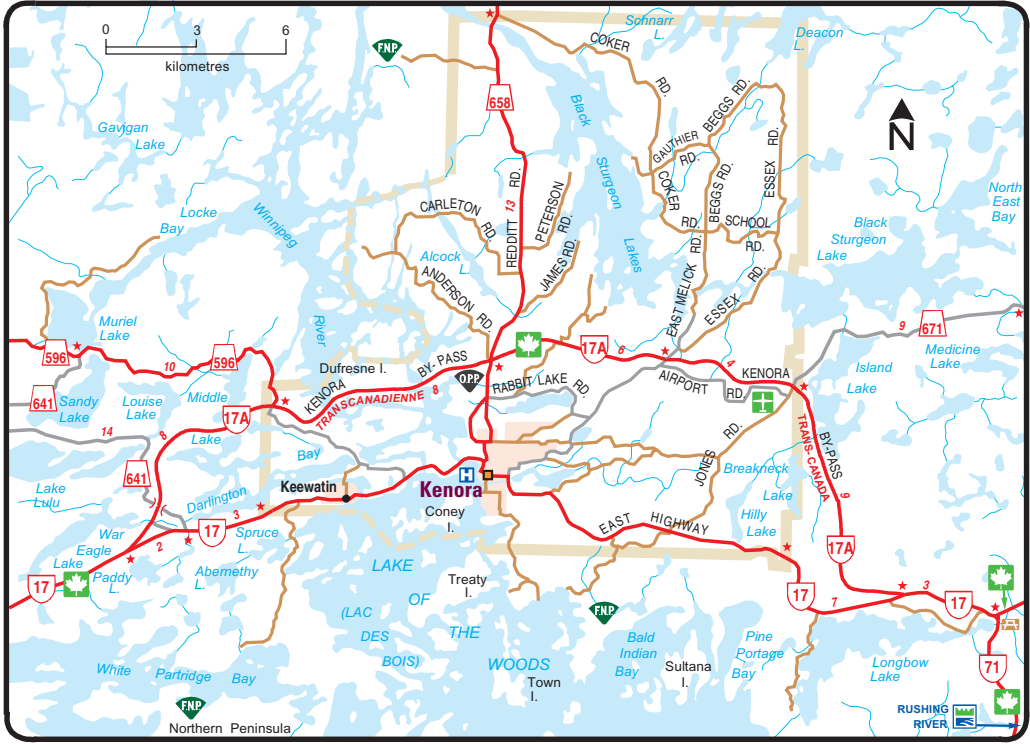 0 3 6
kilometres
F.N.P.
Schnarr
L.
Deacon
L.
COKER
RD.
658
Black
Sturgeon
Lakes
N
Gavigan
Lake
GAUTHIER
RD.
BEGGS RD.
ESSEX RD.
COKER
RD.
BEGGS RD.
SCHOOL
RD.
North
East
Bay
Locke
Bay
Winnipeg
River
CARLETON
RD.
REDDITT 13 RD.
PETERSON
RD.
JAMES RD.
Alcock
L.
ANDERSON RD.
EAST MELICK RD.
ESSEX RD.
Black
Sturgeon
Lake
9
671
Medicine
Lake
Island
Lake
Muriel
Lake
596
10
596
641
Sandy
Lake
Louise
Lake
Middle
Lake
17A
14
8
641
Dufresne I.
KENORA BY-PASS
TRANSCANADIENNE 8
O.P.P.
RABBIT LAKE RD.
17A
6
4
KENORA
AIRPORT
RD.
BY-PASS
TRANS-CANADA
9
JONES RD.
Breakneck
Lake
Hilly
Lake
Bay
Keewatin
H
Kenora
Coney
I.
EAST HIGHWAY
17A
Lake
Lulu
Darlington
3
17
Spruce
L.
2
War
Eagle
Lake
Paddy
L.
Abernethy
L.
17
LAKE
OF
THE
WOODS
(LAC
DES
BOIS)
Treaty
I.
F.N.P.
17
7
3
17
71
Bald
Indian
Bay
Sultana
I.
Pine
Portage
Bay
Longbow
Lake
Town
I.
White Partridge Bay
F.N.P.
Northern Peninsula
RUSHING
RIVER